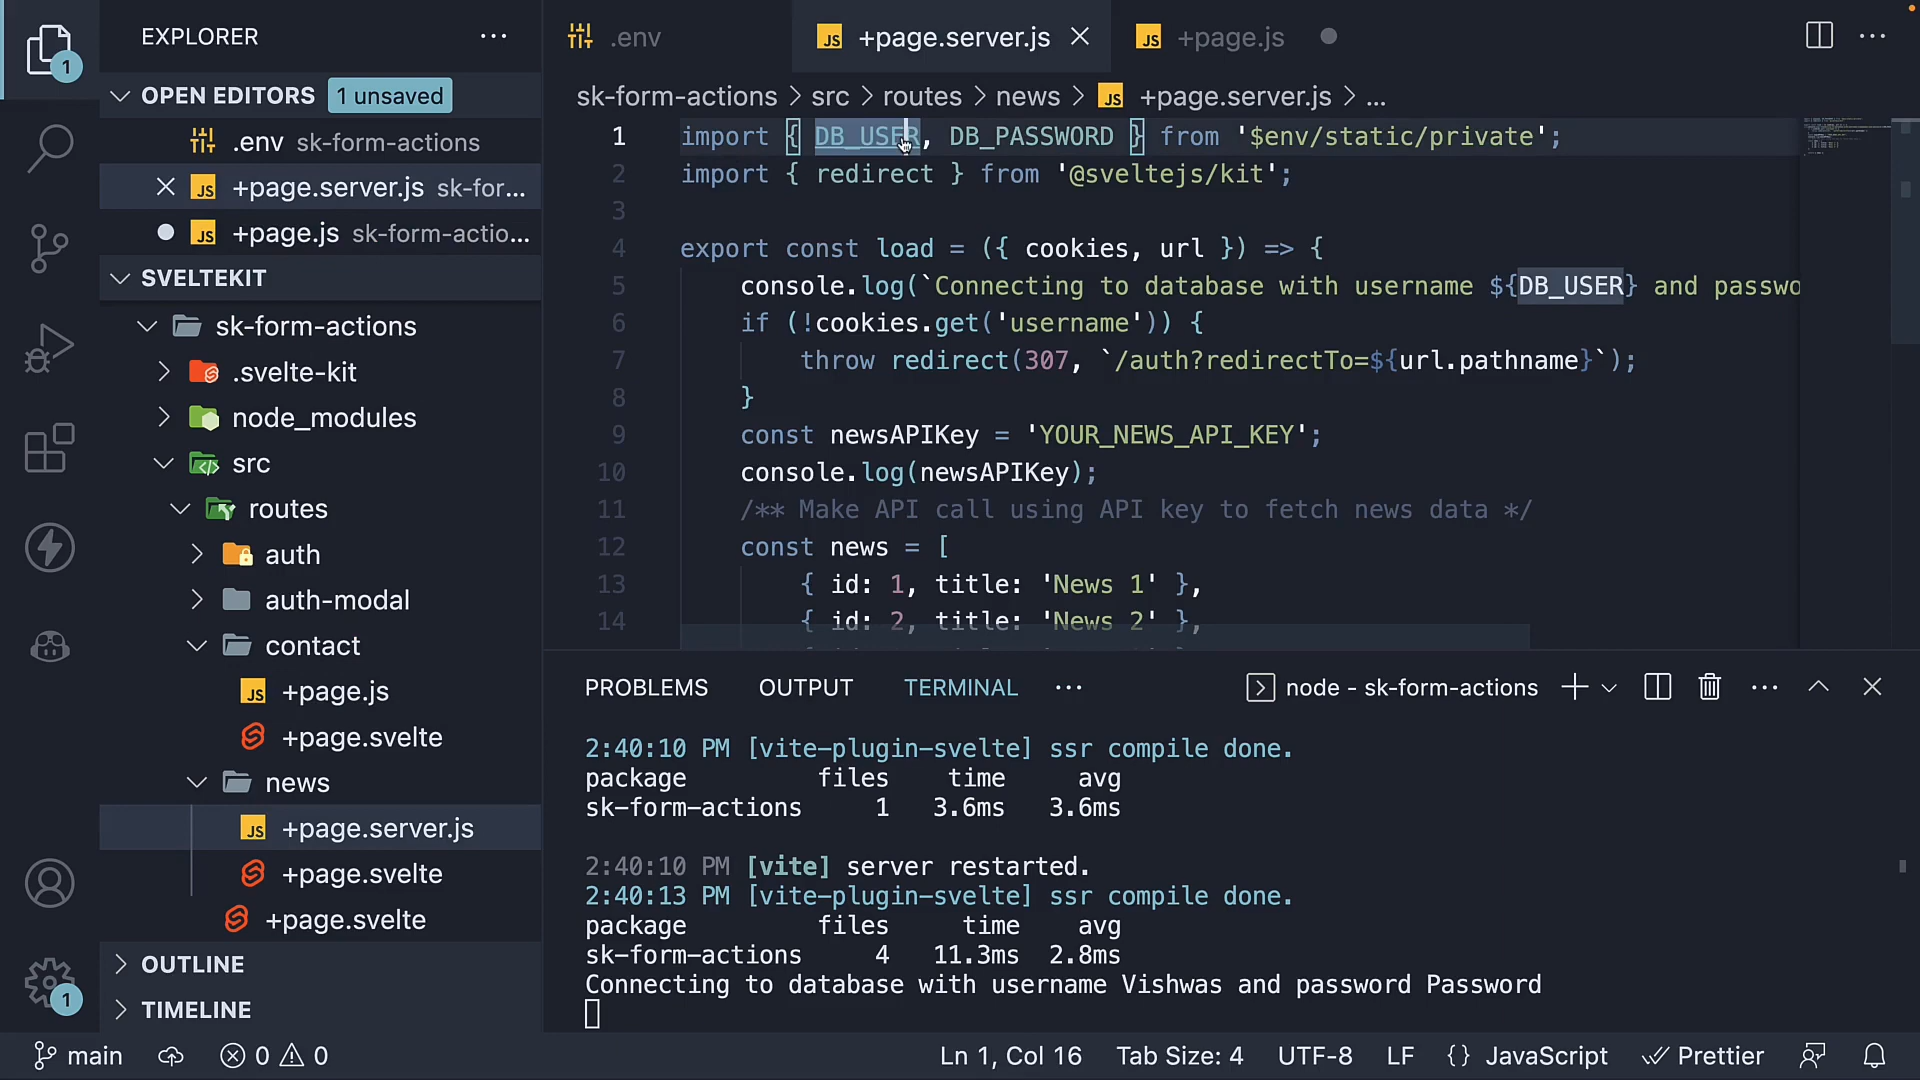 EXPLORER
1
OPEN EDITORS 1 unsaved
.env sk-form-actions
+page.server.js sk-for...
+page.js sk-form-actio...
SVELTEKIT
sk-form-actions
.svelte-kit
node_modules
src
routes
auth
auth-modal
contact
+page.js
+page.svelte
news
+page.server.js
+page.svelte
+page.svelte
OUTLINE
TIMELINE
1
.env
+page.server.js
+page.js
sk-form-actions > src > routes > news > +page.server.js > ...
1 import { DB_USER, DB_PASSWORD } from '$env/static/private';
2 import { redirect } from '@sveltejs/kit';
3
4 export const load = ({ cookies, url }) => {
5 console.log(`Connecting to database with username ${DB_USER} and passwo
6 if (!cookies.get('username')) {
7 throw redirect(307, `/auth?redirectTo=${url.pathname}`);
8 }
9 const newsAPIKey = 'YOUR_NEWS_API_KEY';
10 console.log(newsAPIKey);
11 /** Make API call using API key to fetch news data */
12 const news = [
13 { id: 1, title: 'News 1' },
14 { id: 2, title: 'News 2' },
PROBLEMS OUTPUT TERMINAL ... node - sk-form-actions
2:40:10 PM [vite-plugin-svelte] ssr compile done.
package files time avg
sk-form-actions 1 3.6ms 3.6ms
2:40:10 PM [vite] server restarted.
2:40:13 PM [vite-plugin-svelte] ssr compile done.
package files time avg
sk-form-actions 4 11.3ms 2.8ms
Connecting to database with username Vishwas and password Password
main 0 0 Ln 1, Col 16 Tab Size: 4 UTF-8 LF {} JavaScript Prettier